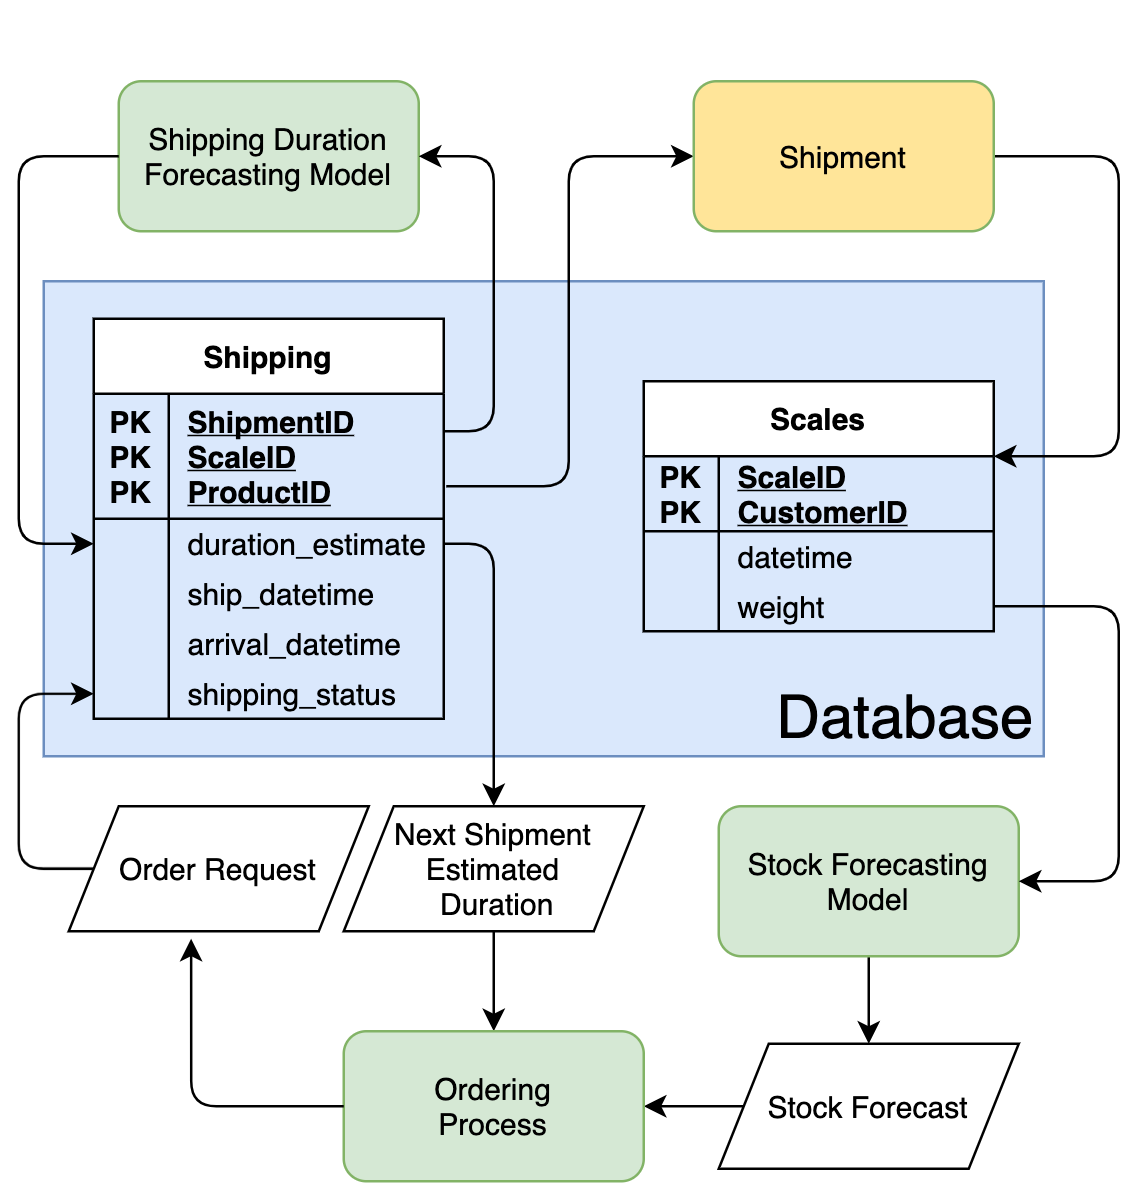 Shipping Duration
Forecasting Model
Shipment
Shipping
PK ShipmentID
PK ScaleID
PK ProductID
duration_estimate
ship_datetime
arrival_datetime
shipping_status
Scales
PK ScaleID
PK CustomerID
datetime
weight
Database
Order Request
Next Shipment
Estimated
Duration
Stock Forecasting
Model
Ordering
Process
Stock Forecast